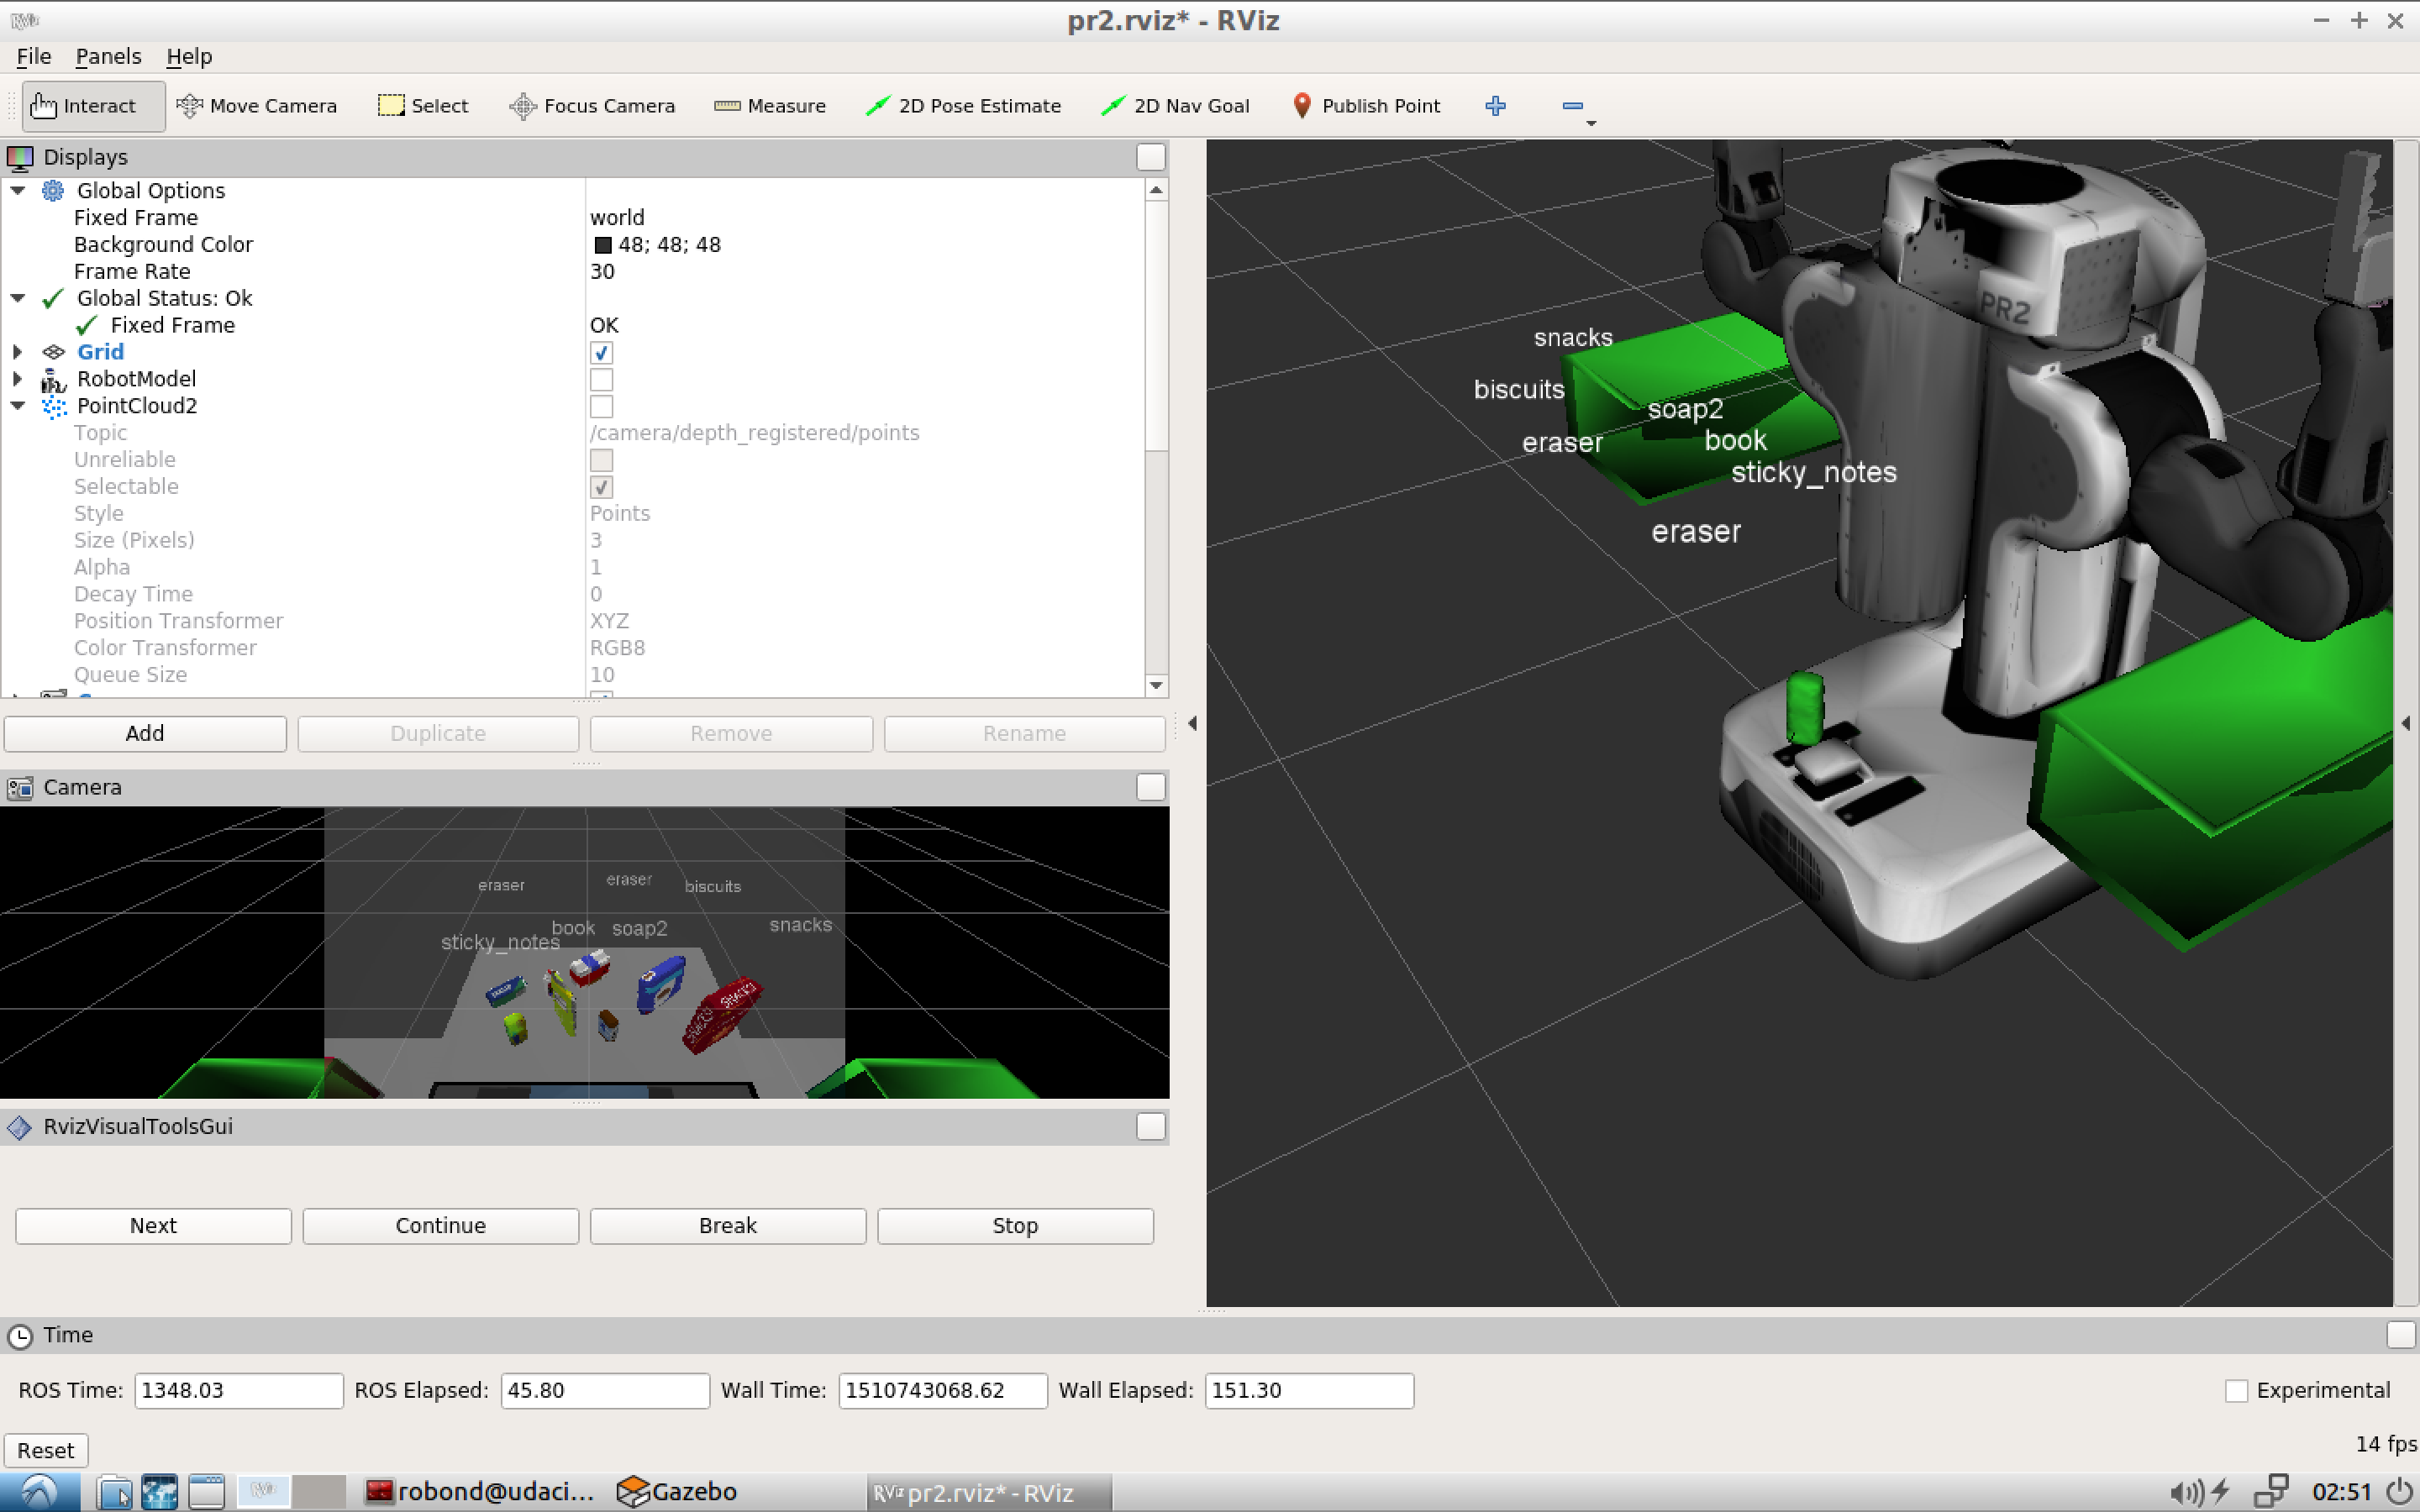 pr2.rviz* - RViz
File Panels Help
Interact Move Camera Select Focus Camera Measure 2D Pose Estimate 2D Nav Goal Publish Point
Displays
Global Options
Fixed Frame world
Background Color 48; 48; 48
Frame Rate 30
Global Status: Ok
Fixed Frame OK
Grid
RobotModel
PointCloud2
Topic /camera/depth_registered/points
Unreliable
Selectable
Style Points
Size (Pixels) 3
Alpha 1
Decay Time 0
Position Transformer XYZ
Color Transformer RGB8
Queue Size 10
Add Duplicate Remove Rename
Camera
eraser eraser biscuits
book soap2 snacks
sticky_notes
SNACKS
SNACKS
RvizVisualToolsGui
Next Continue Break Stop
PR2
snacks
biscuits
soap2
eraser book
sticky_notes
eraser
Time
ROS Time: 1348.03 ROS Elapsed: 45.80 Wall Time: 1510743068.62 Wall Elapsed: 151.30 Experimental
Reset 14 fps
robond@udaci... Gazebo RViz pr2.rviz* - RViz 02:51